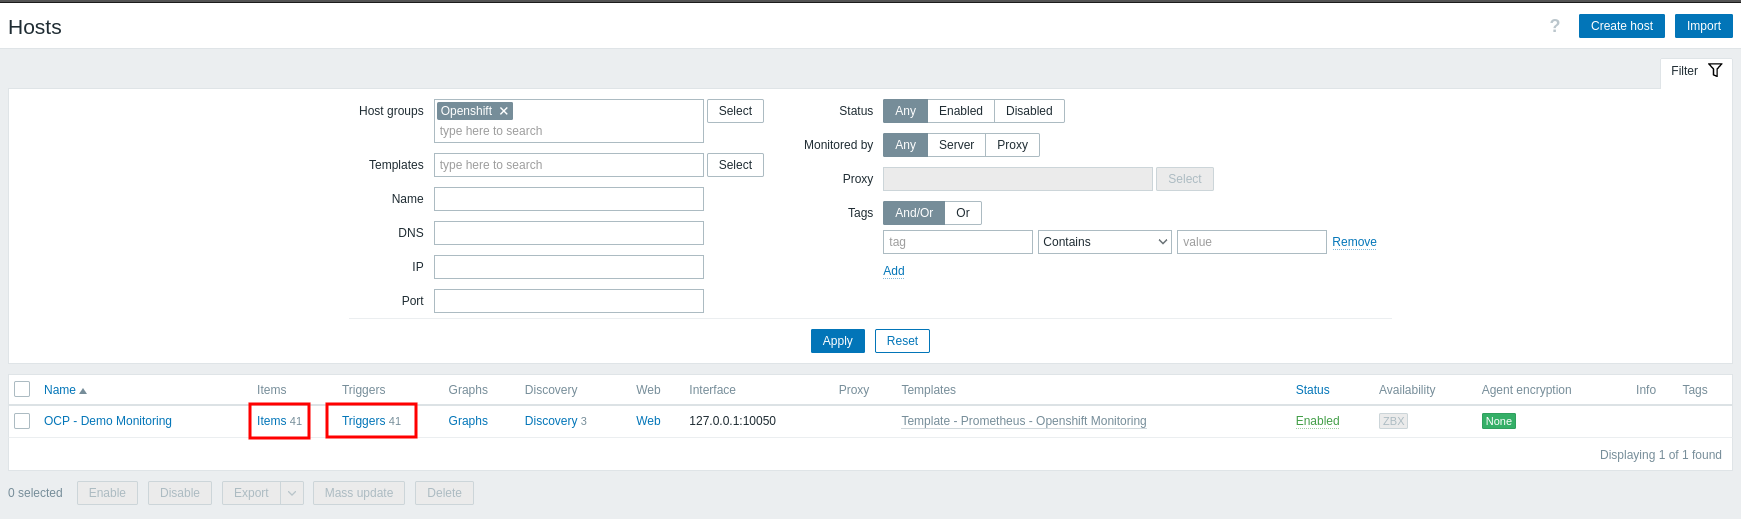 Hosts
? Create host Import
Filter
Host groups Openshift ✕ Select
type here to search
Templates type here to search Select
Name
DNS
IP
Port
Status Any Enabled Disabled
Monitored by Any Server Proxy
Proxy Select
Tags And/Or Or
tag Contains value Remove
Add
Apply Reset
Name Items Triggers Graphs Discovery Web Interface Proxy Templates Status Availability Agent encryption Info Tags
OCP - Demo Monitoring Items 41 Triggers 41 Graphs Discovery 3 Web 127.0.0.1:10050 Template - Prometheus - Openshift Monitoring Enabled ZBX None
Displaying 1 of 1 found
0 selected Enable Disable Export Mass update Delete